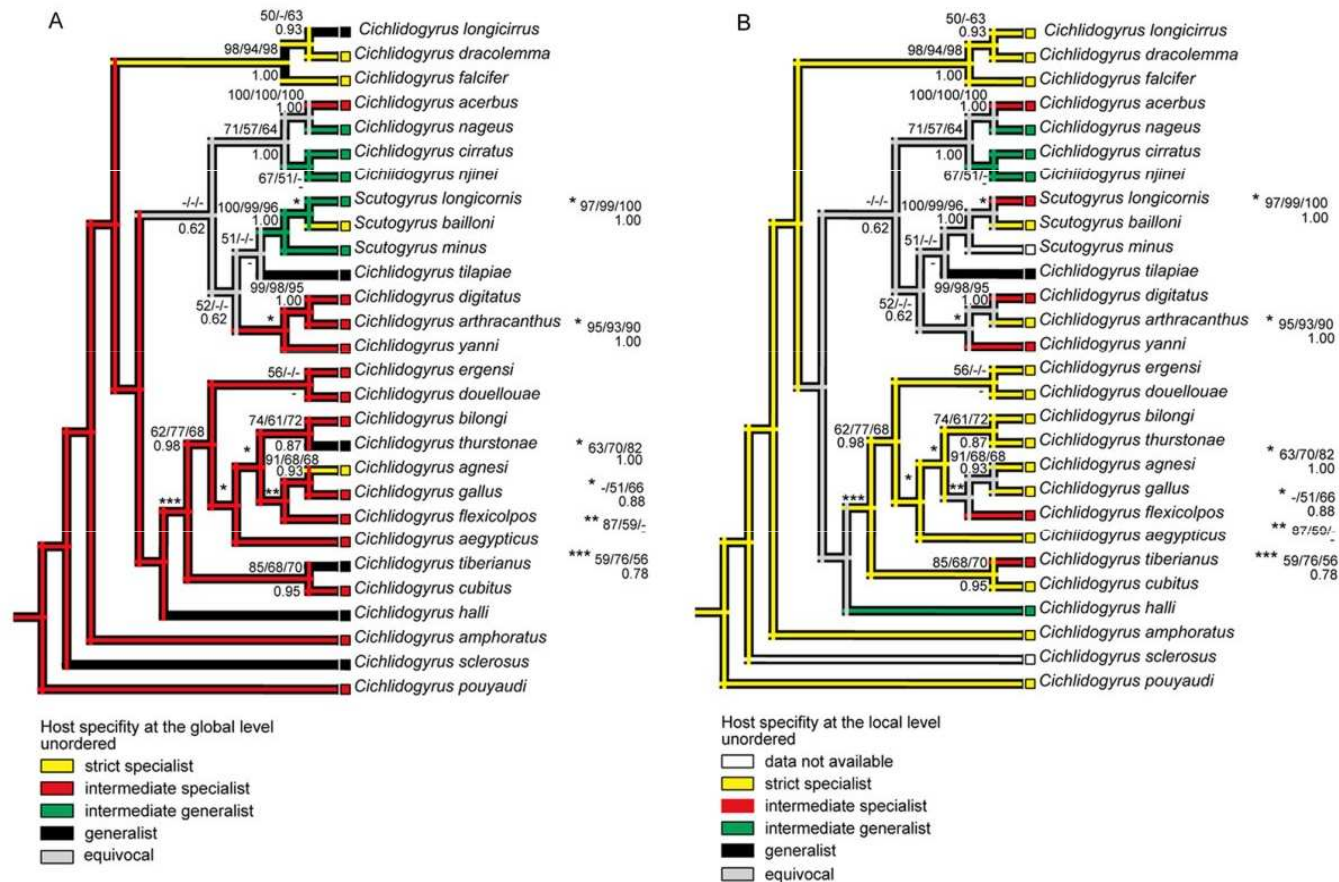 A
50/-/63
0.93
Cichlidogyrus longicirrus
98/94/98
Cichlidogyrus dracolemma
1.00
Cichlidogyrus falcifer
100/100/100
1.00
Cichlidogyrus acerbus
71/57/64
Cichlidogyrus nageus
1.00
Cichlidogyrus cirratus
67/51/-
-
Cichlidogyrus njinei
-/-/-
0.62
100/99/96
1.00
*
Scutogyrus longicornis
* 97/99/100
1.00
Scutogyrus bailloni
51/-/-
-
Scutogyrus minus
Cichlidogyrus tilapiae
52/-/-
0.62
99/98/95
1.00
Cichlidogyrus digitatus
*
Cichlidogyrus arthracanthus
* 95/93/90
1.00
Cichlidogyrus yanni
56/-/-
-
Cichlidogyrus ergensi
Cichlidogyrus douellouae
62/77/68
0.98
74/61/72
0.87
Cichlidogyrus bilongi
*
Cichlidogyrus thurstonae
* 63/70/82
1.00
91/68/68
0.93
Cichlidogyrus agnesi
*
**
Cichlidogyrus gallus
* -/51/66
0.88
***
Cichlidogyrus flexicolpos
** 87/59/-
-
Cichlidogyrus aegypticus
85/68/70
0.95
Cichlidogyrus tiberianus
*** 59/76/56
0.78
Cichlidogyrus cubitus
Cichlidogyrus halli
Cichlidogyrus amphoratus
Cichlidogyrus sclerosus
Cichlidogyrus pouyaudi
Host specifity at the global level
unordered
strict specialist
intermediate specialist
intermediate generalist
generalist
equivocal
B
50/-63
0.93
Cichlidogyrus longicirrus
98/94/98
Cichlidogyrus dracolemma
1.00
Cichlidogyrus falcifer
100/100/100
1.00
Cichlidogyrus acerbus
71/57/64
Cichlidogyrus nageus
1.00
Cichlidogyrus cirratus
67/51/-
-
Cichlidogyrus njinei
-/-/-
0.62
100/99/96
1.00
*
Scutogyrus longicornis
* 97/99/100
1.00
Scutogyrus bailloni
51/-/-
-
Scutogyrus minus
Cichlidogyrus tilapiae
52/-/-
0.62
99/98/95
1.00
Cichlidogyrus digitatus
*
Cichlidogyrus arthracanthus
* 95/93/90
1.00
Cichlidogyrus yanni
56/-/-
-
Cichlidogyrus ergensi
Cichlidogyrus douellouae
62/77/68
0.98
74/61/72
0.87
Cichlidogyrus bilongi
*
Cichlidogyrus thurstonae
* 63/70/82
1.00
91/68/68
0.93
Cichlidogyrus agnesi
*
**
Cichlidogyrus gallus
* -/51/66
0.88
***
Cichlidogyrus flexicolpos
** 87/59/-
-
Cichlidogyrus aegypticus
85/68/70
0.95
Cichlidogyrus tiberianus
*** 59/76/56
0.78
Cichlidogyrus cubitus
Cichlidogyrus halli
Cichlidogyrus amphoratus
Cichlidogyrus sclerosus
Cichlidogyrus pouyaudi
Host specifity at the local level
unordered
data not available
strict specialist
intermediate specialist
intermediate generalist
generalist
equivocal